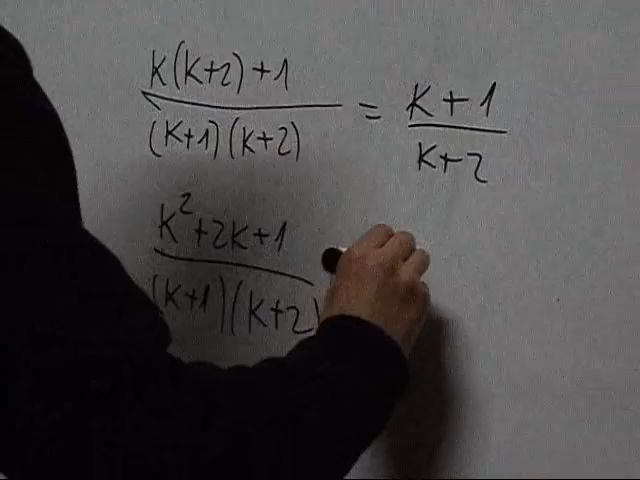 k(k+2)+1
(k+1)(k+2)
= k+1
k+2
k²+2k+1
(k+1)(k+2)